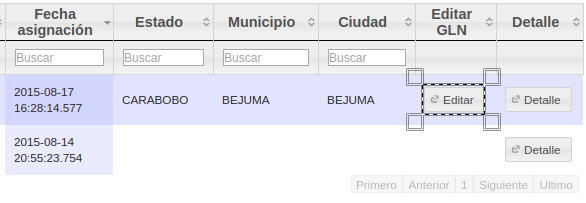 Fecha asignación Estado Municipio Ciudad Editar GLN Detalle
Buscar Buscar Buscar Buscar
2015-08-17 16:28:14.577 CARABOBO BEJUMA BEJUMA Editar Detalle
2015-08-14 20:55:23.754 Detalle
Primero Anterior 1 Siguiente Ultimo